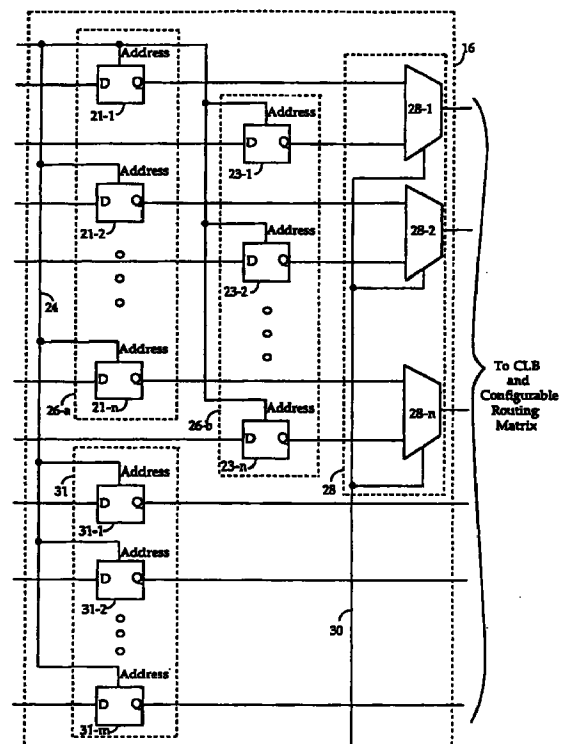 16
Address
D Q
21-1
28-1
Address
D Q
23-1
Address
D Q
21-2
28-2
Address
D Q
23-2
24
Address
D Q
21-n
26-a
28-n
Address
D Q
23-n
26-b
28
To CLB
and
Configurable
Routing
Matrix
31
Address
D Q
31-1
Address
D Q
31-2
30
Address
D Q
31-m